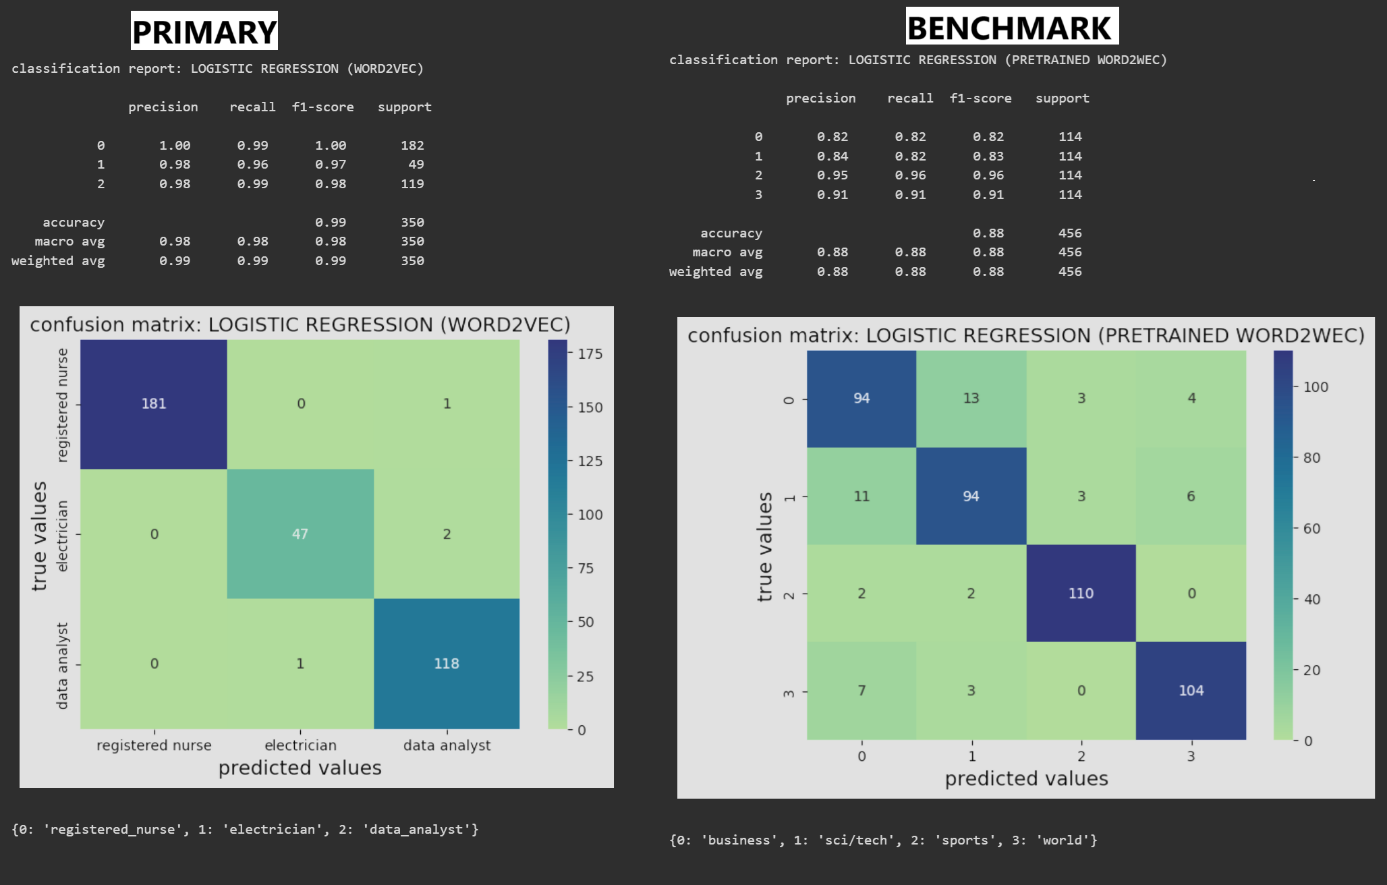 PRIMARY
classification report: LOGISTIC REGRESSION (WORD2VEC)
precision recall f1-score support
0 1.00 0.99 1.00 182
1 0.98 0.96 0.97 49
2 0.98 0.99 0.98 119
accuracy 0.99 350
macro avg 0.98 0.98 0.98 350
weighted avg 0.99 0.99 0.99 350
confusion matrix: LOGISTIC REGRESSION (WORD2VEC)
true values
registered nurse
electrician
data analyst
181 0 1
0 47 2
0 1 118
registered nurse electrician data analyst
predicted values
175
150
125
100
75
50
25
0
{0: 'registered_nurse', 1: 'electrician', 2: 'data_analyst'}
BENCHMARK
classification report: LOGISTIC REGRESSION (PRETRAINED WORD2WEC)
precision recall f1-score support
0 0.82 0.82 0.82 114
1 0.84 0.82 0.83 114
2 0.95 0.96 0.96 114
3 0.91 0.91 0.91 114
accuracy 0.88 456
macro avg 0.88 0.88 0.88 456
weighted avg 0.88 0.88 0.88 456
confusion matrix: LOGISTIC REGRESSION (PRETRAINED WORD2WEC)
true values
0 94 13 3 4
1 11 94 3 6
2 2 2 110 0
3 7 3 0 104
0 1 2 3
predicted values
100
80
60
40
20
0
{0: 'business', 1: 'sci/tech', 2: 'sports', 3: 'world'}